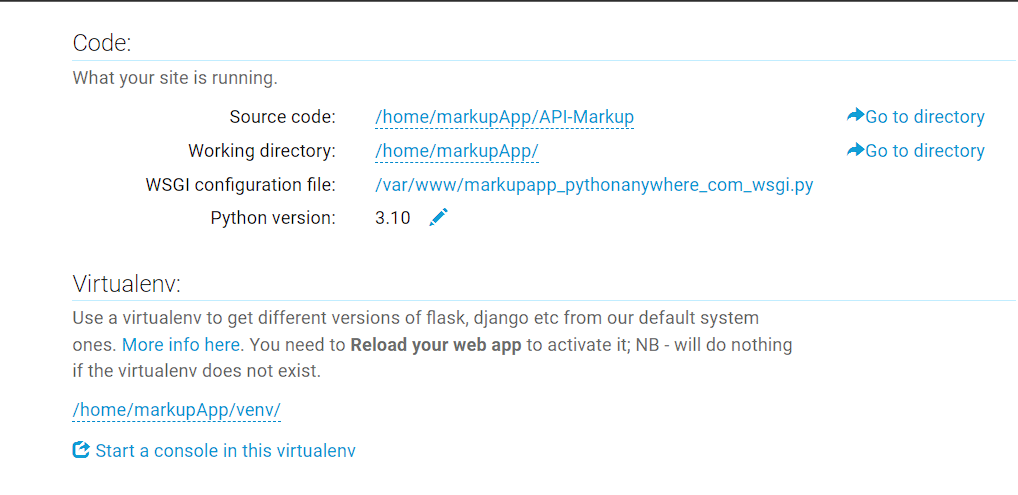 Code:
What your site is running.
Source code: /home/markupApp/API-Markup Go to directory
Working directory: /home/markupApp/ Go to directory
WSGI configuration file: /var/www/markupapp_pythonanywhere_com_wsgi.py
Python version: 3.10
Virtualenv:
Use a virtualenv to get different versions of flask, django etc from our default system
ones. More info here. You need to Reload your web app to activate it; NB - will do nothing
if the virtualenv does not exist.
/home/markupApp/venv/
Start a console in this virtualenv